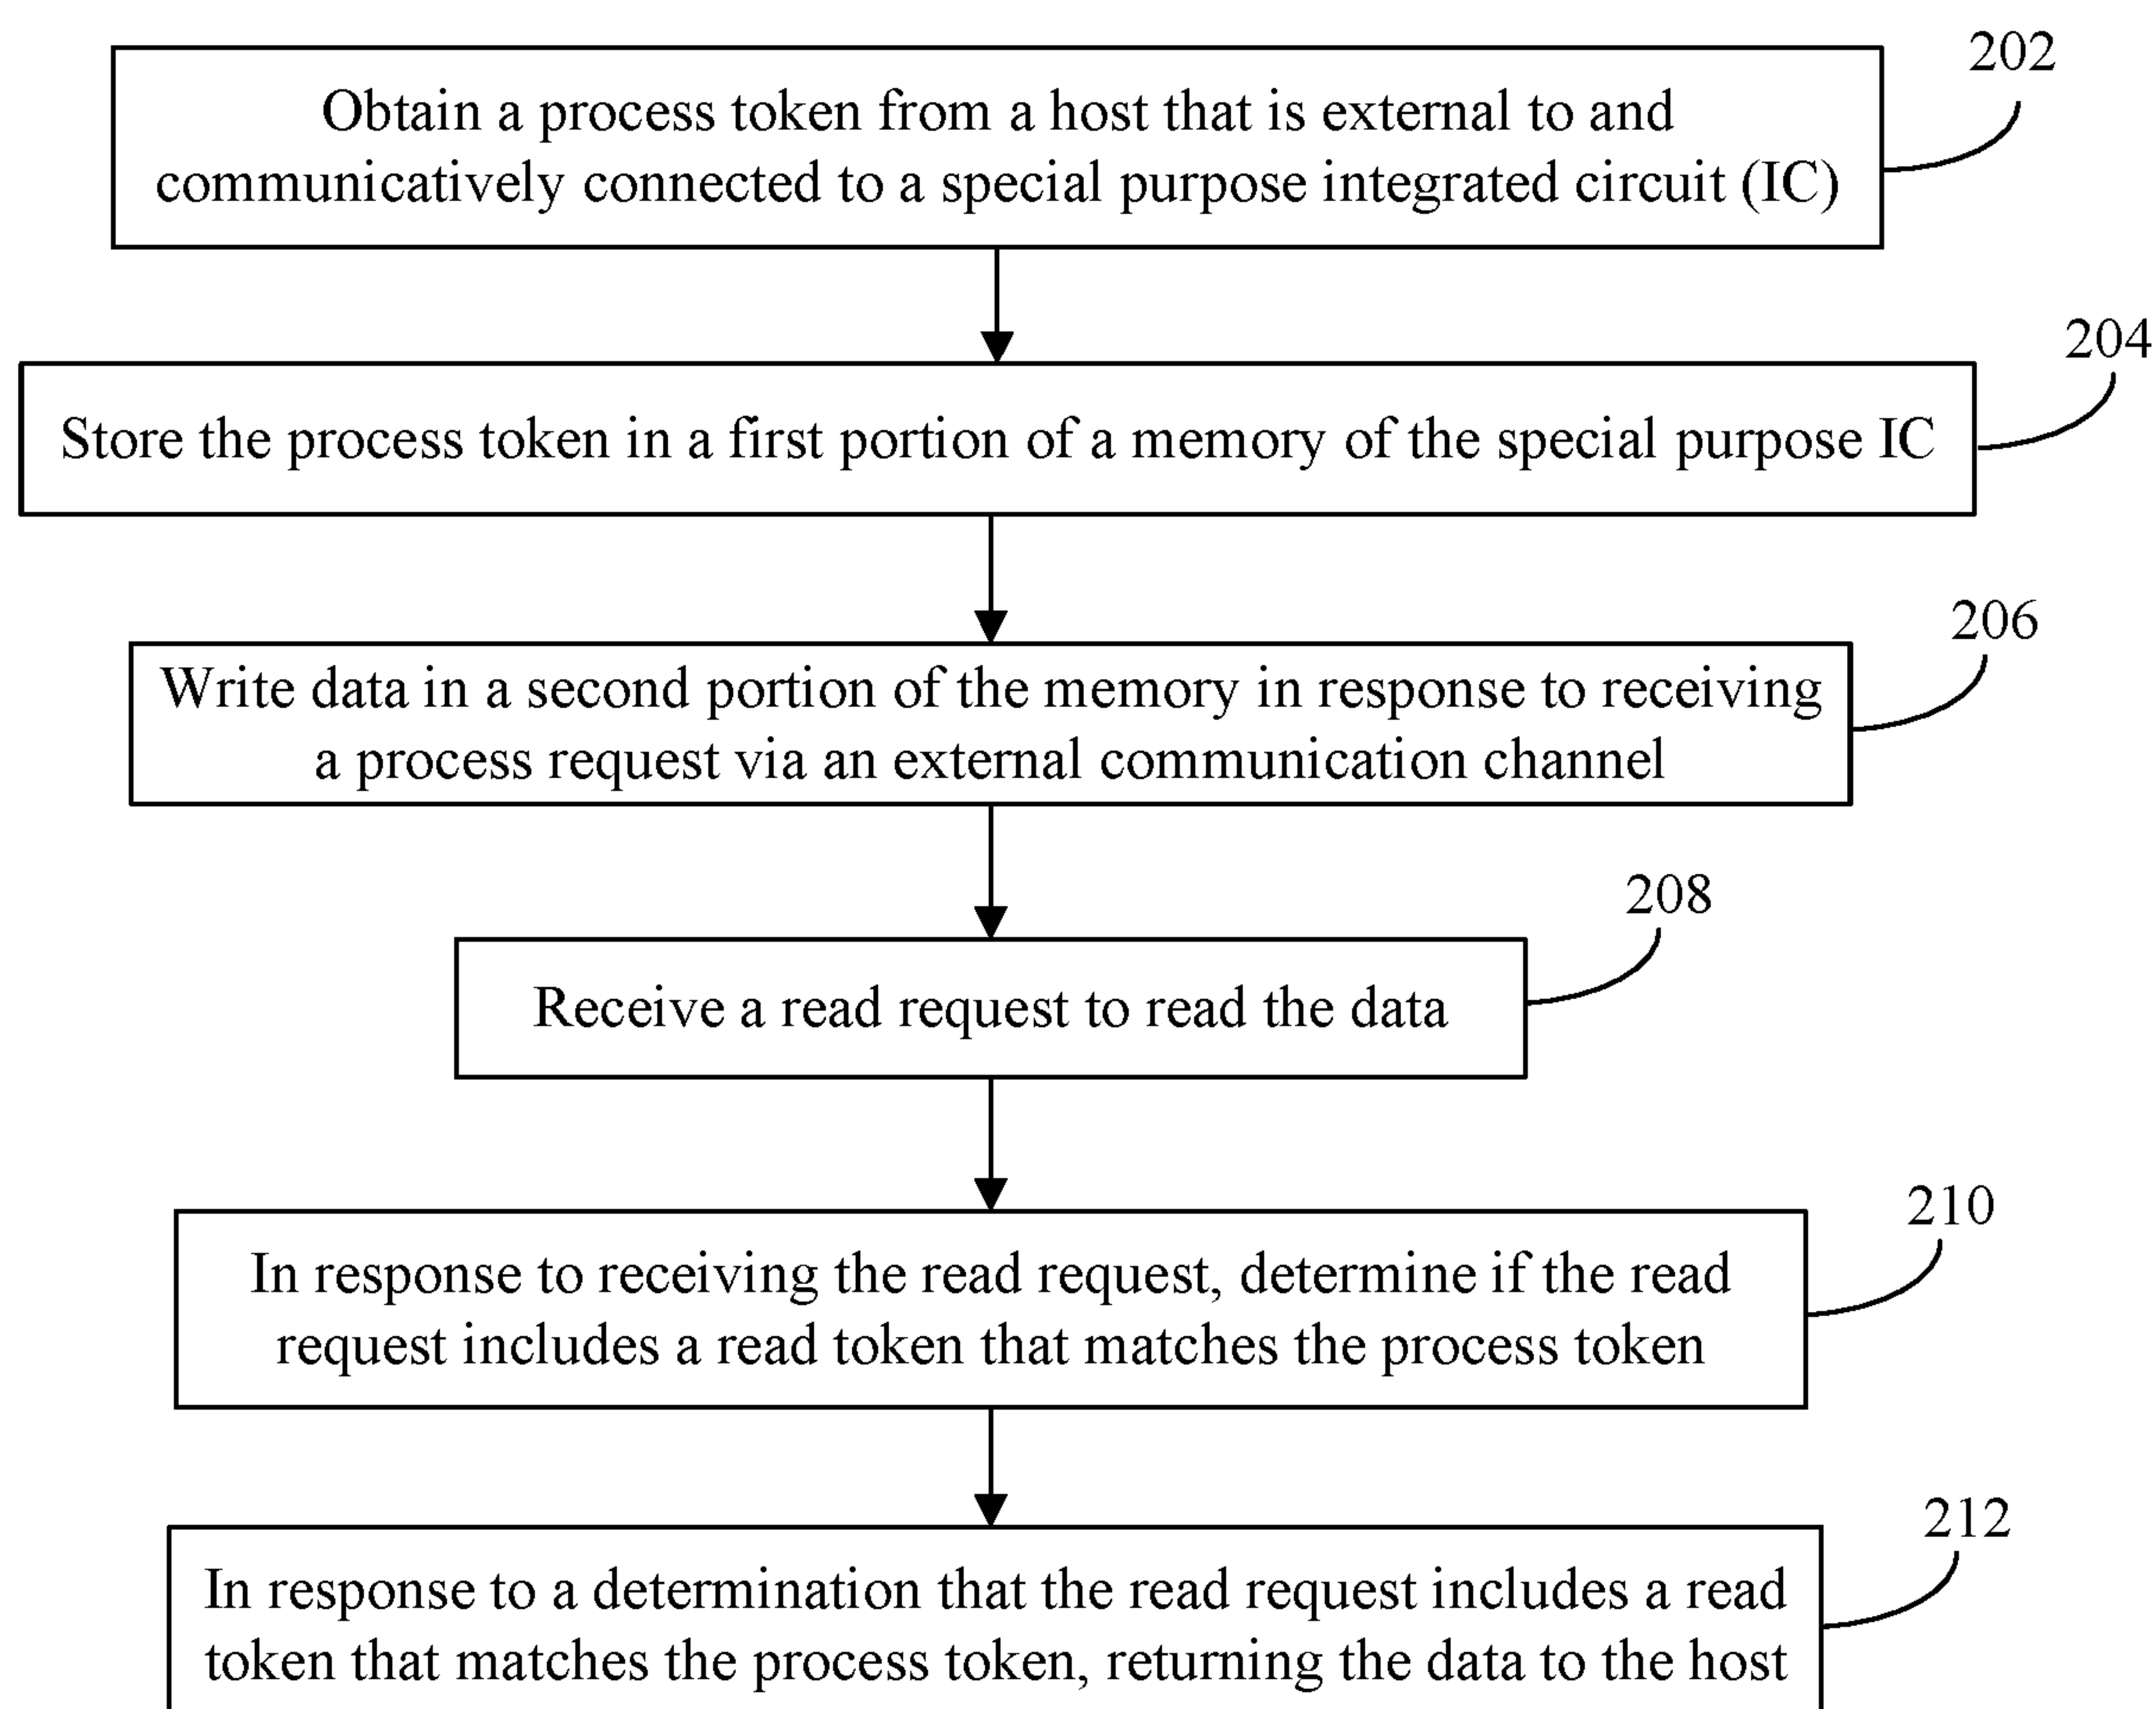 202
Obtain a process token from a host that is external to and
communicatively connected to a special purpose integrated circuit (IC)
204
Store the process token in a first portion of a memory of the special purpose IC
206
Write data in a second portion of the memory in response to receiving
a process request via an external communication channel
208
Receive a read request to read the data
210
In response to receiving the read request, determine if the read
request includes a read token that matches the process token
212
In response to a determination that the read request includes a read
token that matches the process token, returning the data to the host